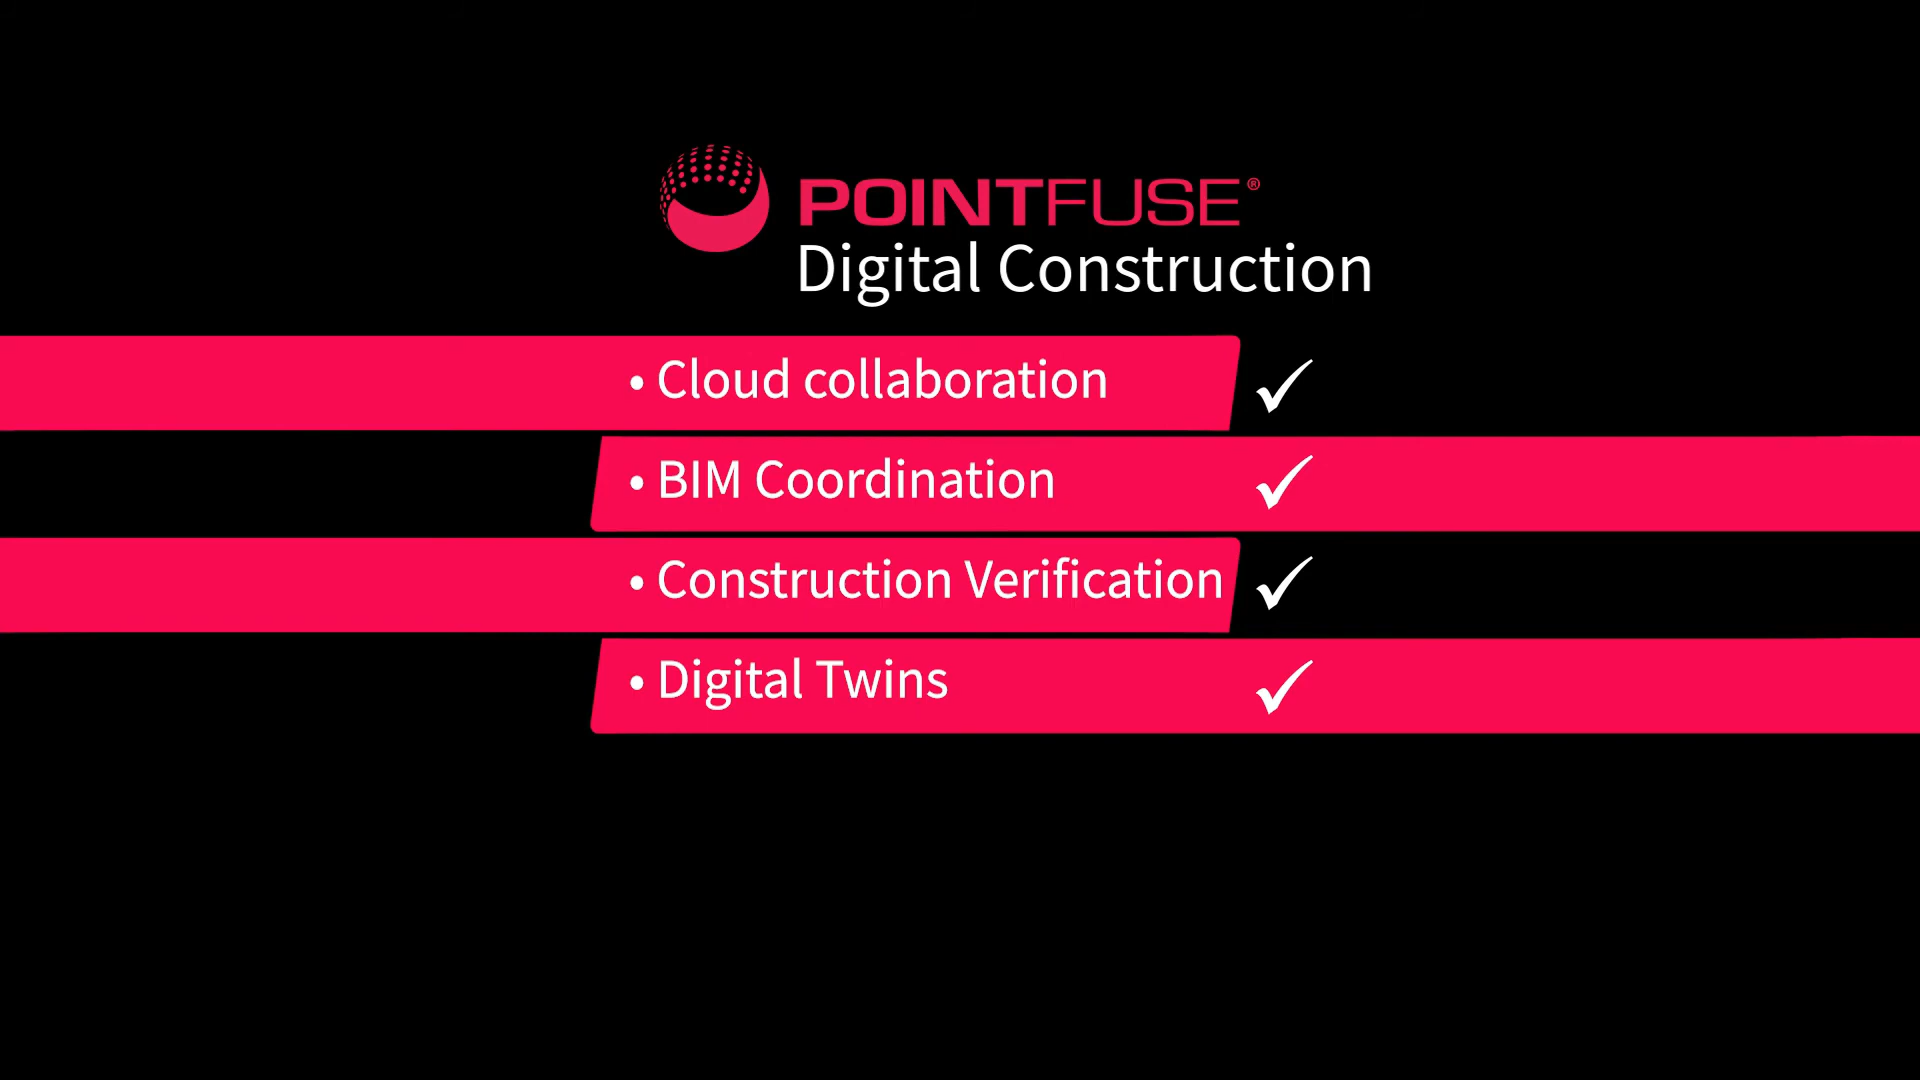 POINTFUSE®
Digital Construction
• Cloud collaboration ✓
• BIM Coordination ✓
• Construction Verification ✓
• Digital Twins ✓